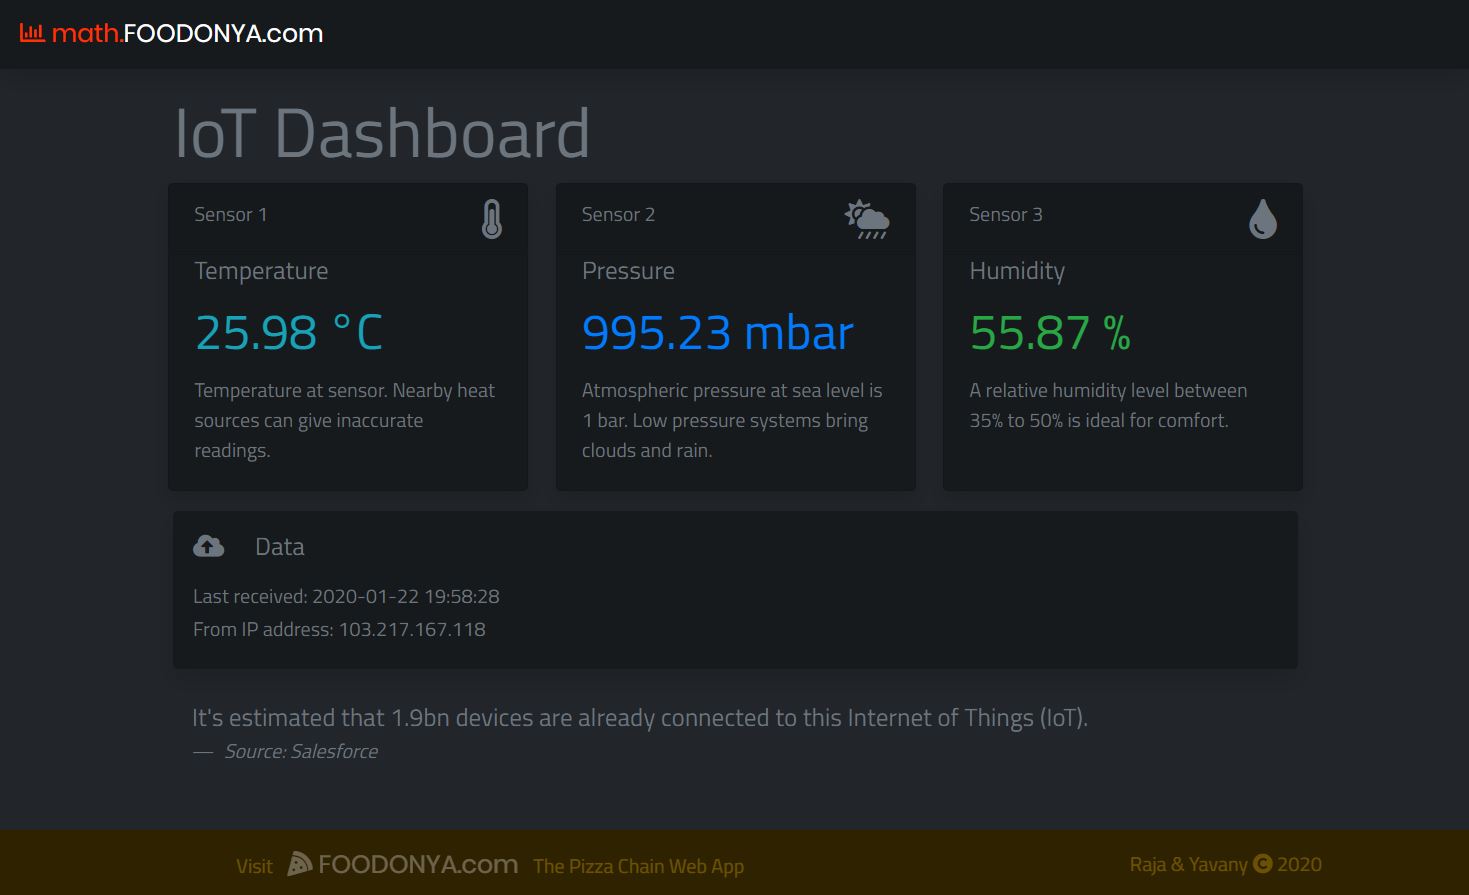 math.FOODONYA.com
IoT Dashboard
Sensor 1
Temperature
25.98 °C
Temperature at sensor. Nearby heat
sources can give inaccurate
readings.
Sensor 2
Pressure
995.23 mbar
Atmospheric pressure at sea level is
1 bar. Low pressure systems bring
clouds and rain.
Sensor 3
Humidity
55.87 %
A relative humidity level between
35% to 50% is ideal for comfort.
Data
Last received: 2020-01-22 19:58:28
From IP address: 103.217.167.118
It's estimated that 1.9bn devices are already connected to this Internet of Things (IoT).
— Source: Salesforce
Visit FOODONYA.com The Pizza Chain Web App
Raja & Yavany © 2020